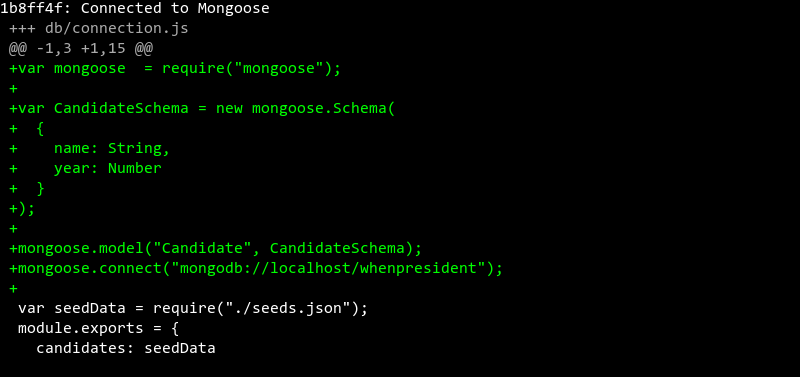 1b8ff4f: Connected to Mongoose
+++ db/connection.js
@@ -1,3 +1,15 @@
+var mongoose  = require("mongoose");
+
+var CandidateSchema = new mongoose.Schema(
+  {
+    name: String,
+    year: Number
+  }
+);
+
+mongoose.model("Candidate", CandidateSchema);
+mongoose.connect("mongodb://localhost/whenpresident");
+
 var seedData = require("./seeds.json");
 module.exports = {
   candidates: seedData